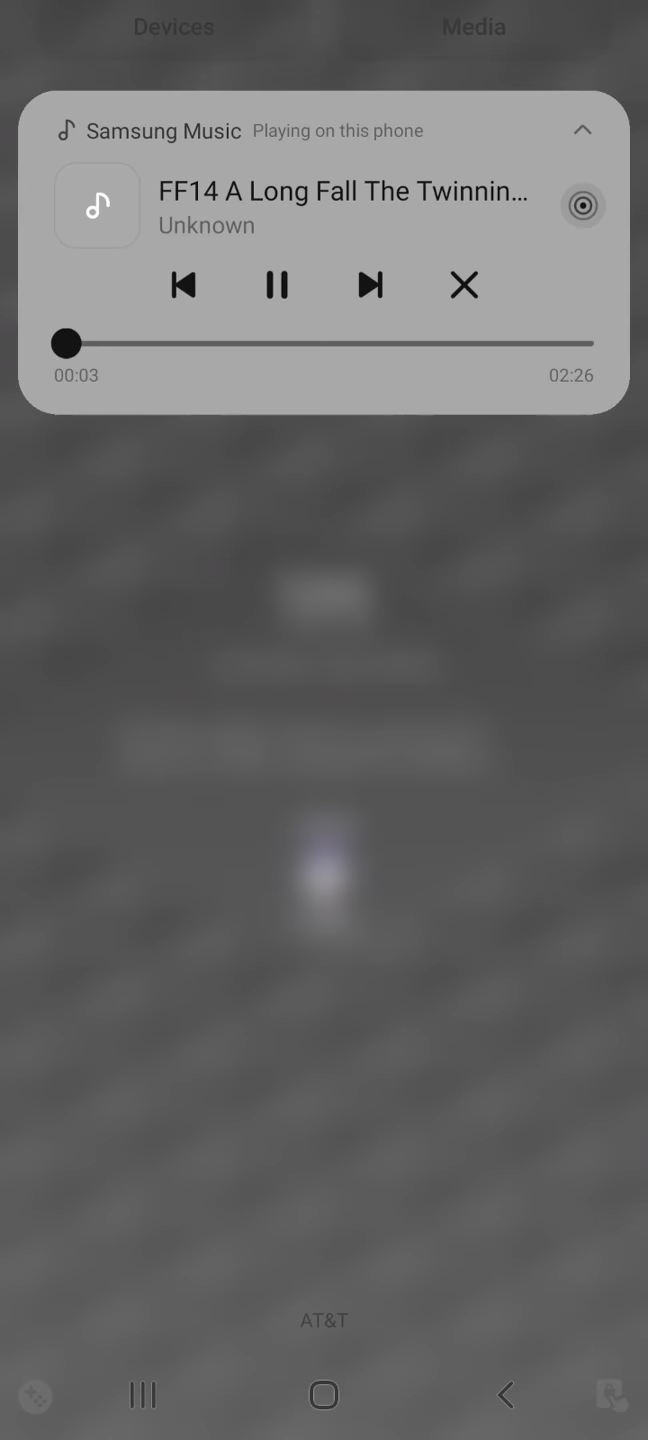 Devices Media
Samsung Music Playing on this phone
FF14 A Long Fall The Twinnin...
Unknown
00:03 02:26
AT&T